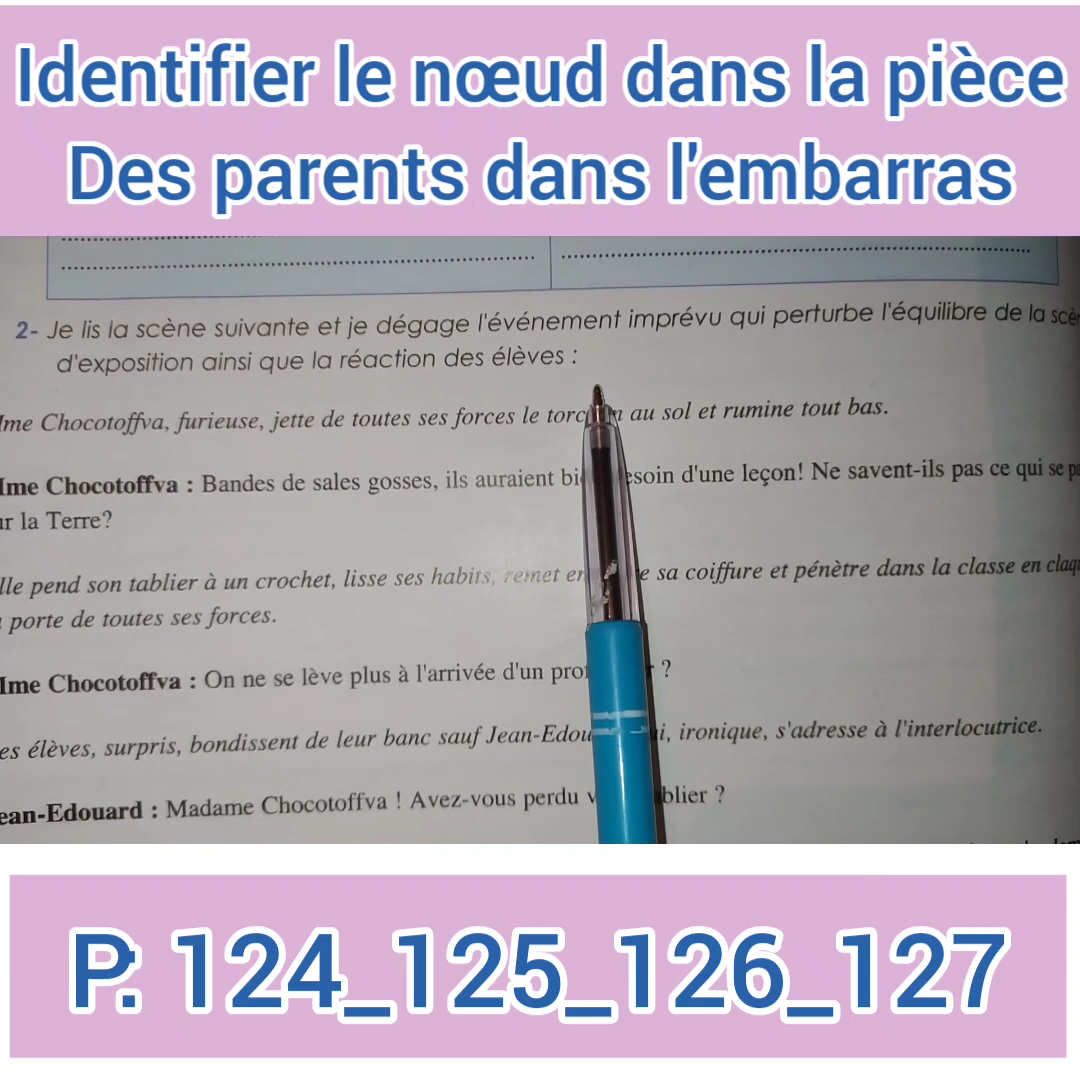 Identifier le nœud dans la pièce
Des parents dans l'embarras
2- Je lis la scène suivante et je dégage l'événement imprévu qui perturbe l'équilibre de la
d'exposition ainsi que la réaction des élèves :
Chocotoffva, furieuse, jette de toutes ses forces le au sol et rumine tout bas.
Chocotoffva : Bandes de sales gosses, ils auraient d'une leçon! Ne savent-ils pas ce qui se
la Terre?
pend son tablier à un crochet, lisse ses habits, remet sa coiffure et pénètre dans la classe en
porte de toutes ses forces.
Chocotoffva : On ne se lève plus à l'arrivée d'un ?
élèves, surpris, bondissent de leur banc sauf ironique, s'adresse à l'interlocutrice.
: Madame Chocotoffva ! Avez-vous perdu ?
P: 124_125_126_127